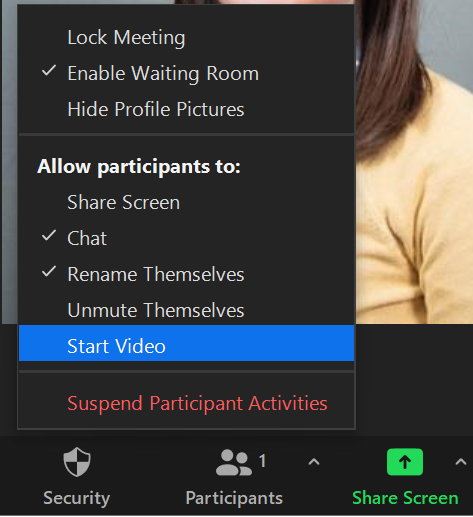 Lock Meeting
Enable Waiting Room
Hide Profile Pictures
Allow participants to:
Share Screen
Chat
Rename Themselves
Unmute Themselves
Start Video
Suspend Participant Activities
1
Security
Participants
Share Screen